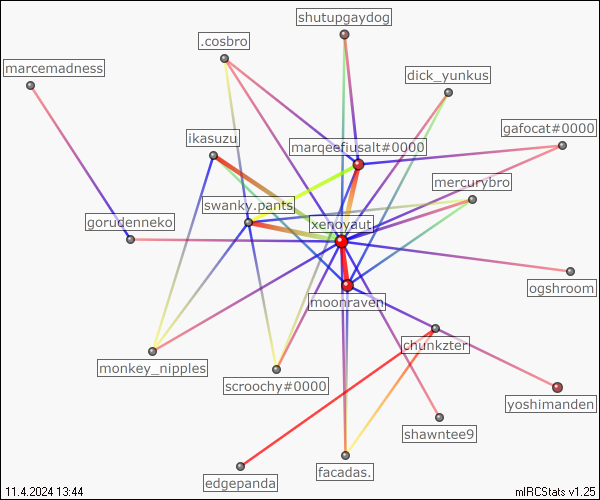 shutupgaydog
.cosbro
marcemadness
dick_yunkus
gafocat#0000
ikasuzu
marqeefiusalt#0000
mercurybro
swanky.pants
gorudenneko
xenoyaut
ogshroom
moonraven
chunkzter
monkey_nipples
scroochy#0000
yoshimanden
shawntee9
facadas.
edgepanda
11.4.2024 13:44
mIRCStats v1.25